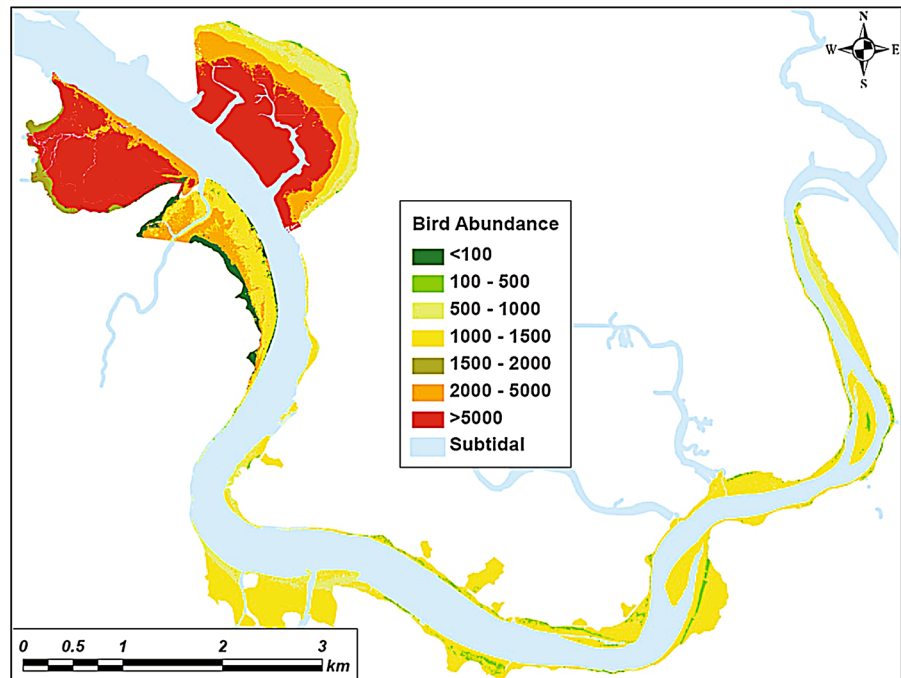 N
W E
S
Bird Abundance
<100
100 - 500
500 - 1000
1000 - 1500
1500 - 2000
2000 - 5000
>5000
Subtidal
0 0.5 1 2 3
km